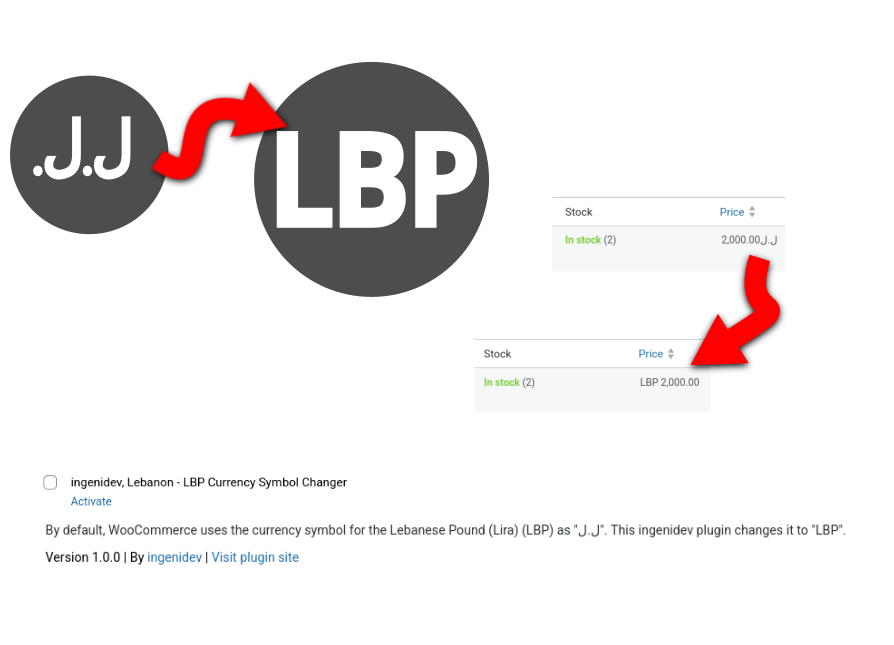 ل.ل.
LBP
Stock Price
In stock (2) 2,000.00ل.ل
Stock Price
In stock (2) LBP 2,000.00
ingenidev, Lebanon - LBP Currency Symbol Changer
Activate
By default, WooCommerce uses the currency symbol for the Lebanese Pound (Lira) (LBP) as "ل.ل". This ingenidev plugin changes it to "LBP".
Version 1.0.0 | By ingenidev | Visit plugin site